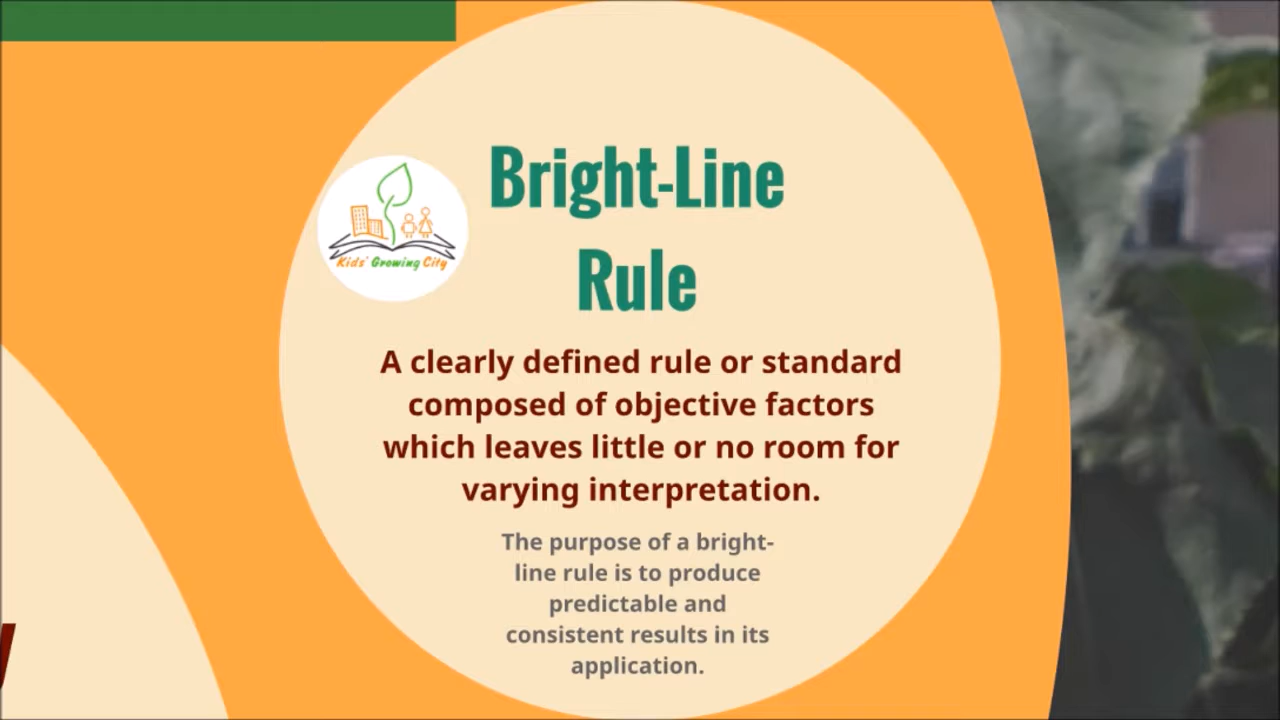 Bright-Line
Rule
Kids' Growing City
A clearly defined rule or standard
composed of objective factors
which leaves little or no room for
varying interpretation.
The purpose of a bright-
line rule is to produce
predictable and
consistent results in its
application.